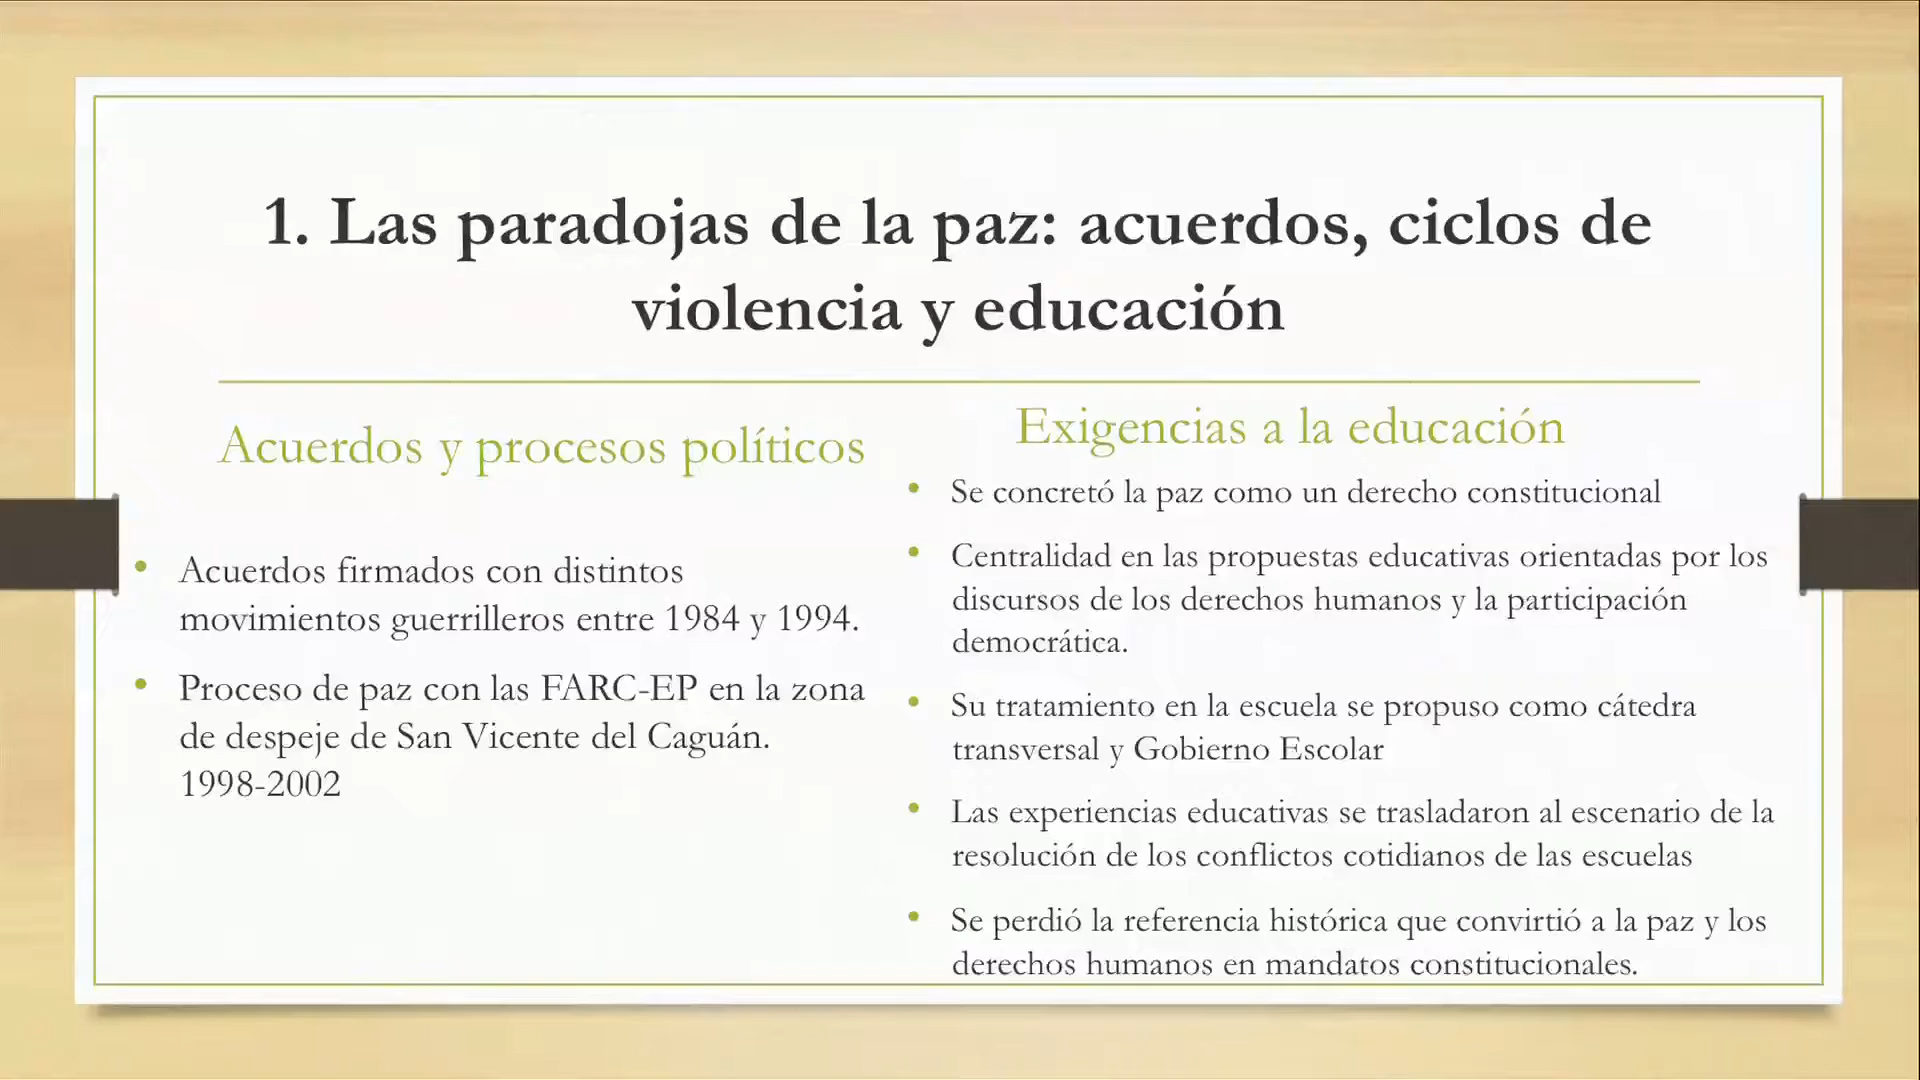 1. Las paradojas de la paz: acuerdos, ciclos de
violencia y educación
Acuerdos y procesos políticos
• Acuerdos firmados con distintos
movimientos guerrilleros entre 1984 y 1994.
• Proceso de paz con las FARC-EP en la zona
de despeje de San Vicente del Caguán.
1998-2002
Exigencias a la educación
• Se concretó la paz como un derecho constitucional
• Centralidad en las propuestas educativas orientadas por los
discursos de los derechos humanos y la participación
democrática.
• Su tratamiento en la escuela se propuso como cátedra
transversal y Gobierno Escolar
• Las experiencias educativas se trasladaron al escenario de la
resolución de los conflictos cotidianos de las escuelas
• Se perdió la referencia histórica que convirtió a la paz y los
derechos humanos en mandatos constitucionales.